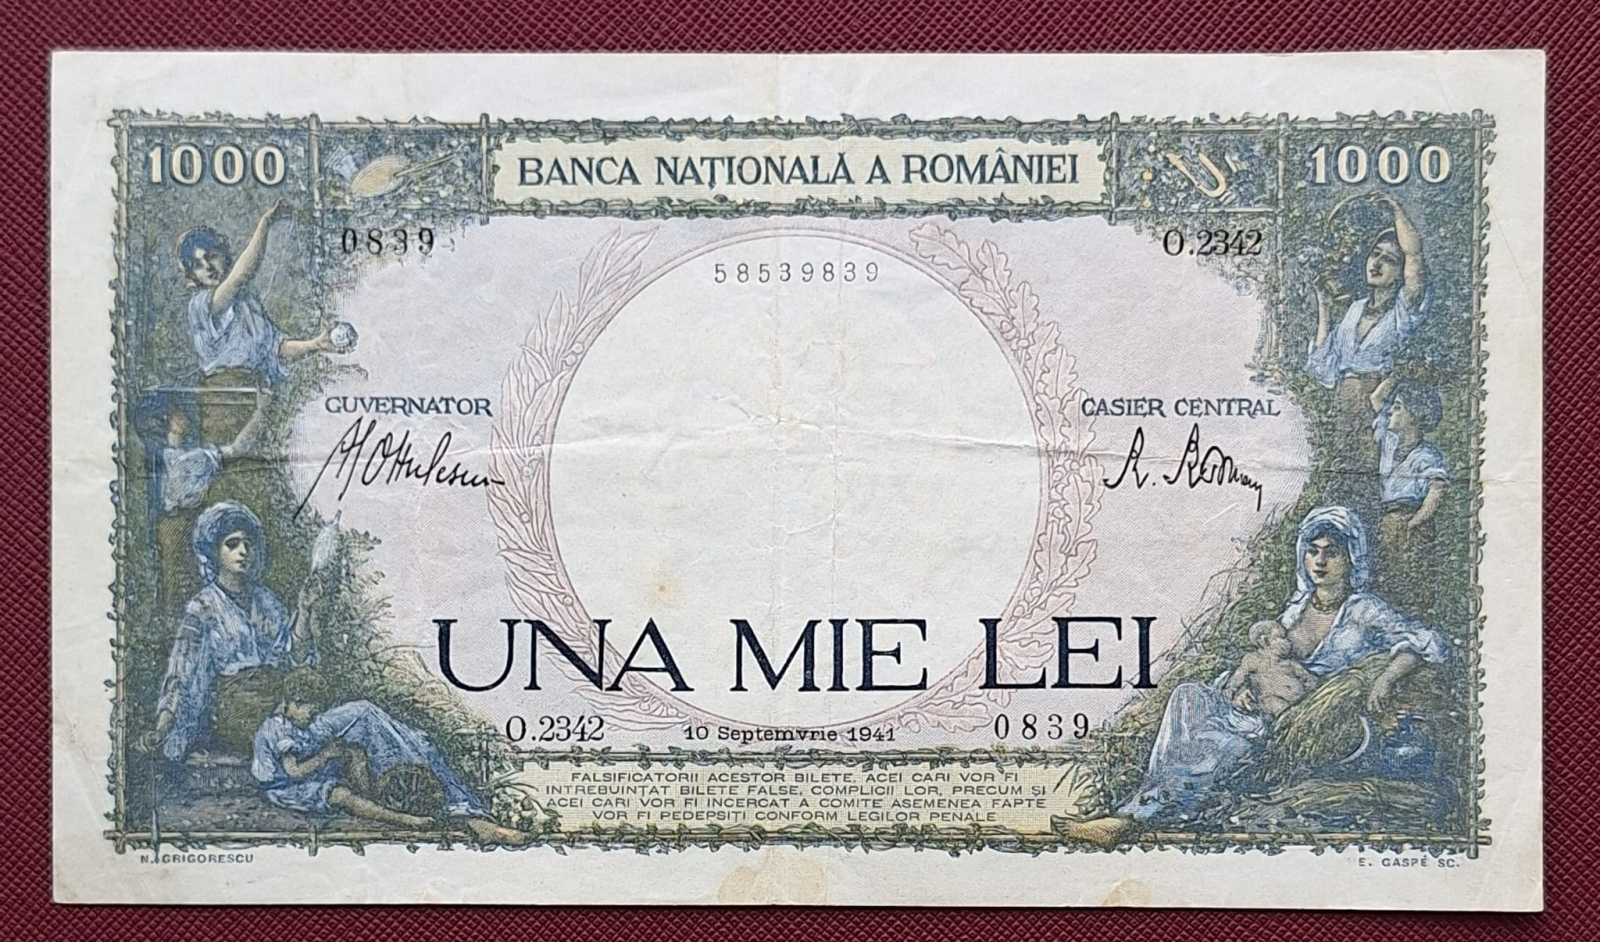 1000
BANCA NAȚIONALĂ A ROMÂNIEI
1000
0839
O.2342
58539839
GUVERNATOR
CASIER CENTRAL
UNA MIE LEI
O.2342
10 Septemvrie 1941
0839
FALSIFICATORII ACESTOR BILETE, ACEI CARI VOR FI
INTREBUINȚAT BILETE FALSE, COMPLICII LOR, PRECUM ȘI
ACEI CARI VOR FI INCERCAT A COMITE ASEMENEA FAPTE
VOR FI PEDEPSIȚI CONFORM LEGILOR PENALE
N. GRIGORESCU
E. GASPÉ SC.